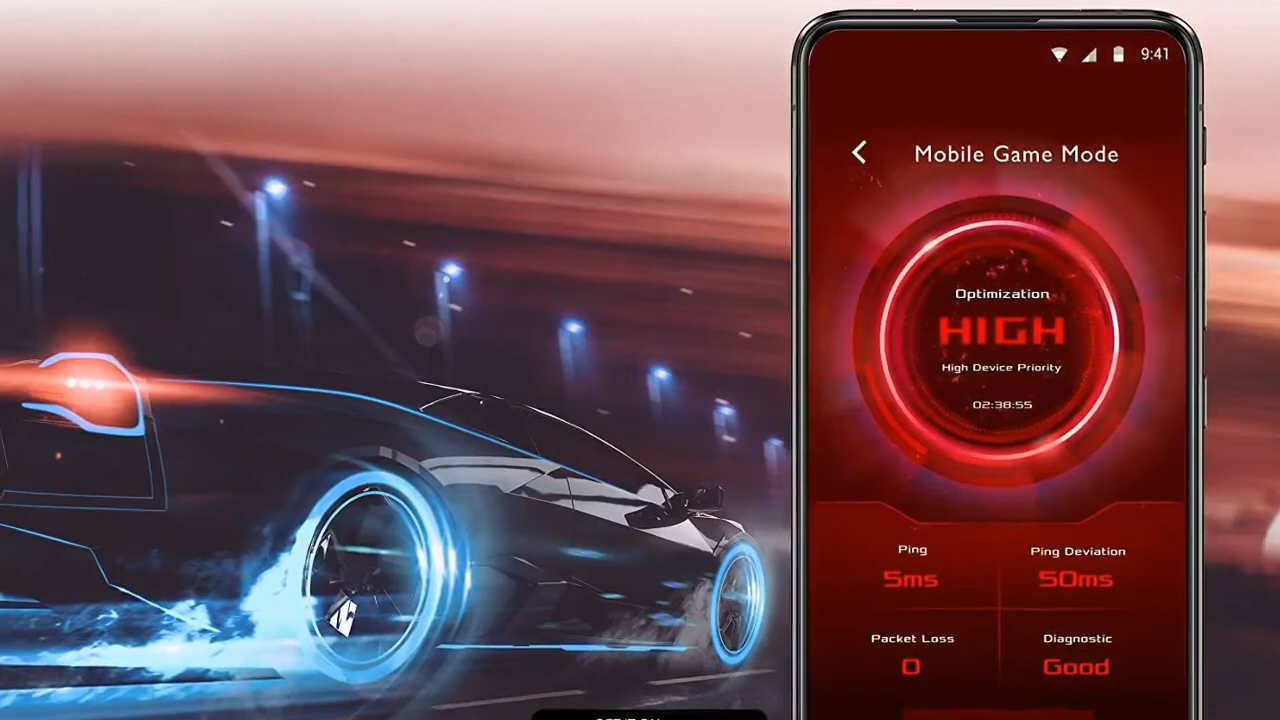 9:41
Mobile Game Mode
Optimization
HIGH
High Device Priority
02:38:55
Ping
5ms
Ping Deviation
50ms
Packet Loss
0
Diagnostic
Good